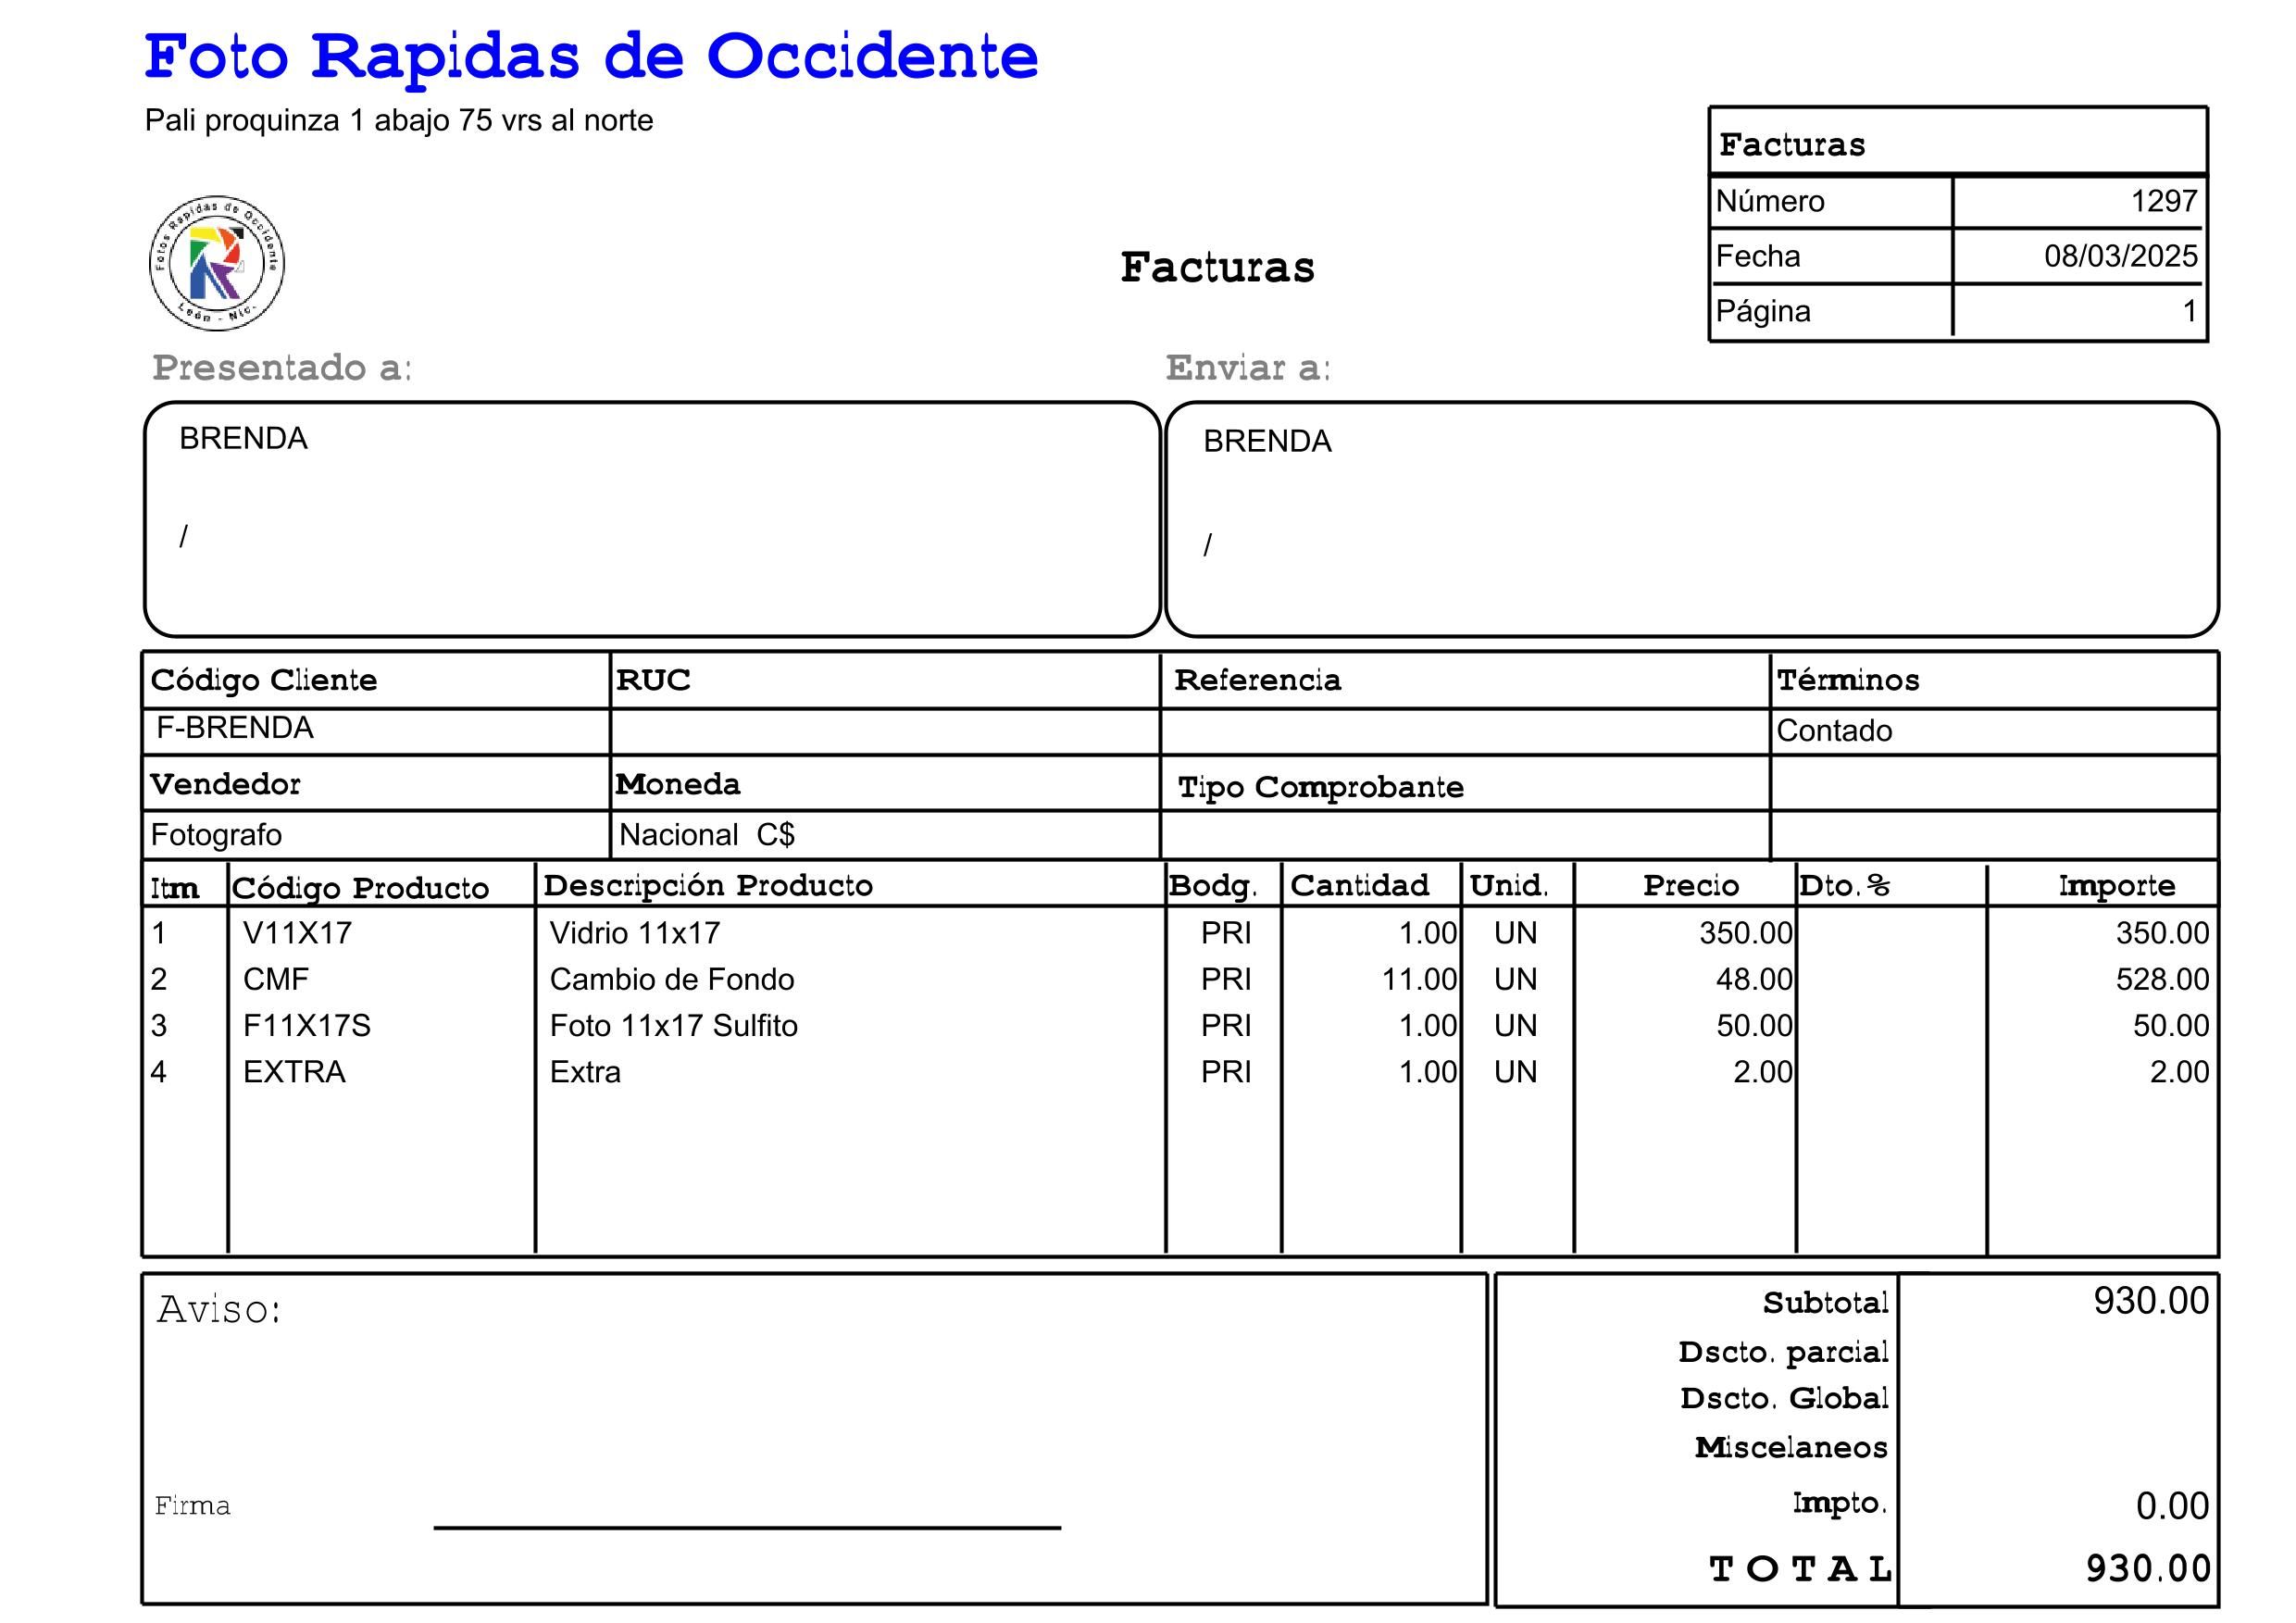 Foto Rapidas de Occidente
Pali proquinza 1 abajo 75 vrs al norte
Facturas
Número 1297
Fecha 08/03/2025
Página 1
Fotos Rapidas de Occidente
León - Nic.
Facturas
Presentado a: Enviar a:
BRENDA BRENDA
/ /
Código Cliente RUC Referencia Términos
F-BRENDA Contado
Vendedor Moneda Tipo Comprobante
Fotografo Nacional C$
Itm Código Producto Descripción Producto Bodg. Cantidad Unid. Precio Dto.% Importe
1 V11X17 Vidrio 11x17 PRI 1.00 UN 350.00 350.00
2 CMF Cambio de Fondo PRI 11.00 UN 48.00 528.00
3 F11X17S Foto 11x17 Sulfito PRI 1.00 UN 50.00 50.00
4 EXTRA Extra PRI 1.00 UN 2.00 2.00
Aviso:
Subtotal 930.00
Dscto. parcial
Dscto. Global
Miscelaneos
Firma
Impto. 0.00
TOTAL 930.00